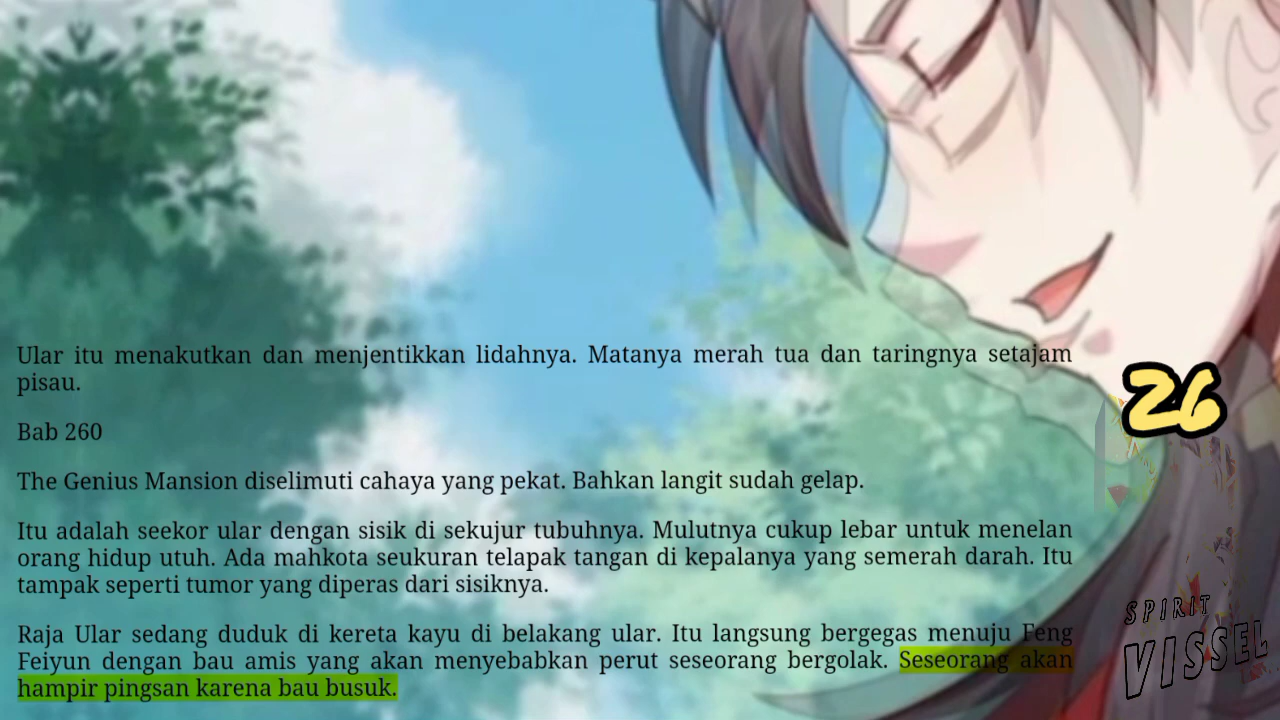 Ular itu menakutkan dan menjentikkan lidahnya. Matanya merah tua dan taringnya setajam
pisau.
Bab 260
The Genius Mansion diselimuti cahaya yang pekat. Bahkan langit sudah gelap.
Itu adalah seekor ular dengan sisik di sekujur tubuhnya. Mulutnya cukup lebar untuk menelan
orang hidup utuh. Ada mahkota seukuran telapak tangan di kepalanya yang semerah darah. Itu
tampak seperti tumor yang diperas dari sisiknya.
Raja Ular sedang duduk di kereta kayu di belakang ular. Itu langsung bergegas menuju Feng
Feiyun dengan bau amis yang akan menyebabkan perut seseorang bergolak. Seseorang akan
hampir pingsan karena bau busuk.
26
SPIRIT
VISSEL